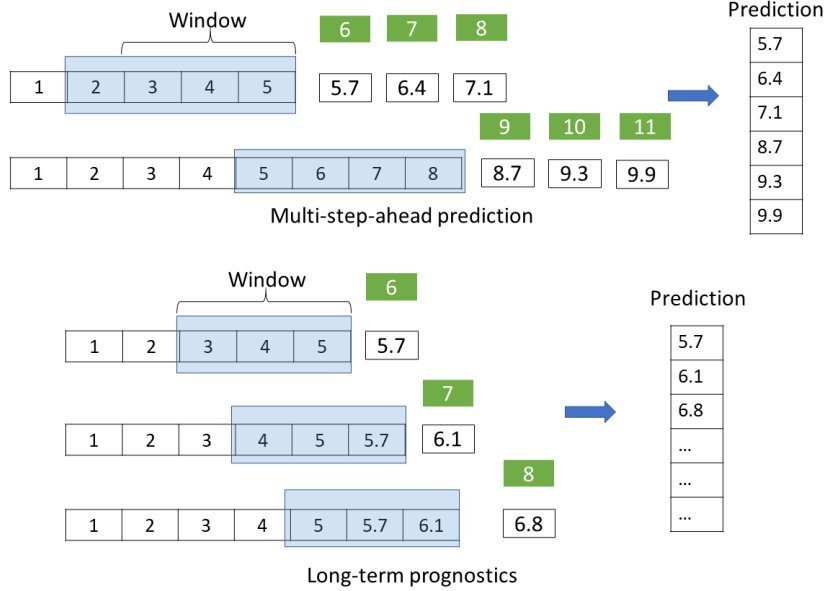 Prediction
Window
6 7 8
1 2 3 4 5 5.7 6.4 7.1
5.7
6.4
7.1
8.7
9.3
9.9
9 10 11
1 2 3 4 5 6 7 8 8.7 9.3 9.9
Multi-step-ahead prediction
Window
6
1 2 3 4 5 5.7
7
1 2 3 4 5 5.7 6.1
8
1 2 3 4 5 5.7 6.1 6.8
Prediction
5.7
6.1
6.8
...
...
...
Long-term prognostics